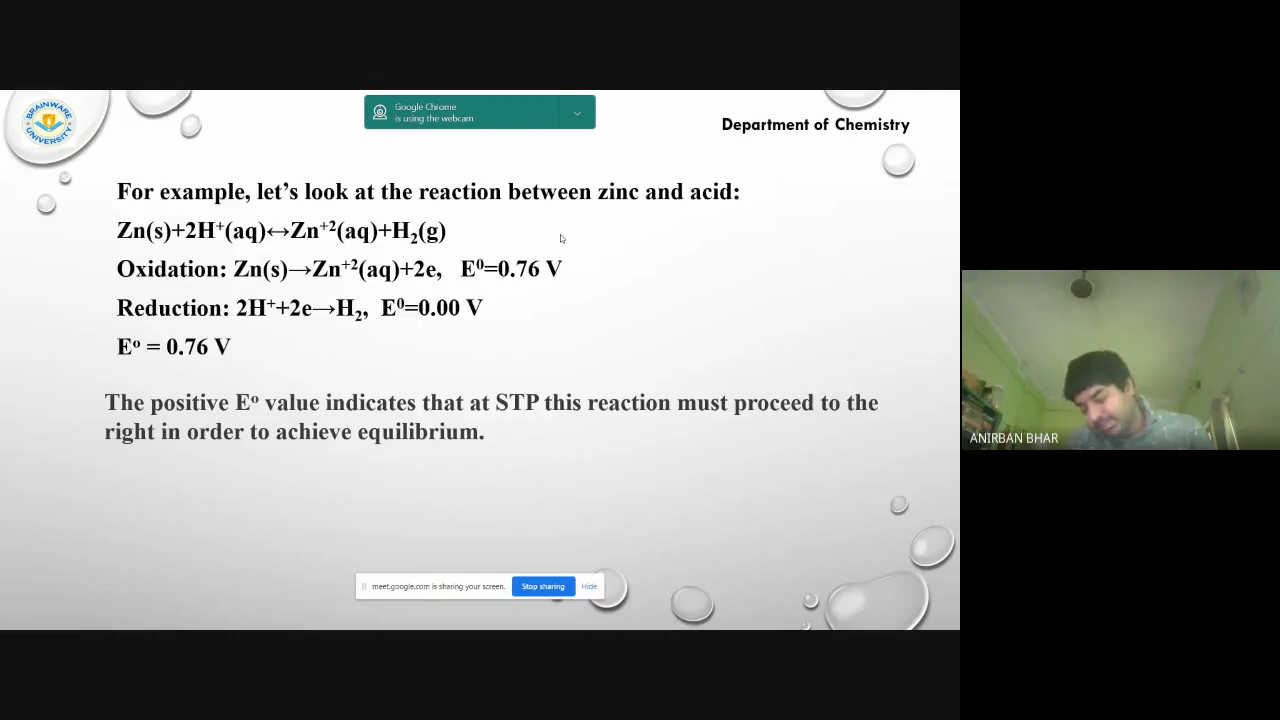 BRAINWARE UNIVERSITY
Google Chrome
is using the webcam
Department of Chemistry
For example, let’s look at the reaction between zinc and acid:
Zn(s)+2H⁺(aq)↔Zn⁺²(aq)+H₂(g)
Oxidation: Zn(s)→Zn⁺²(aq)+2e, E⁰=0.76 V
Reduction: 2H⁺+2e→H₂, E⁰=0.00 V
Eᵒ = 0.76 V
The positive Eᵒ value indicates that at STP this reaction must proceed to the
right in order to achieve equilibrium.
ANIRBAN BHAR
meet.google.com is sharing your screen. Stop sharing Hide